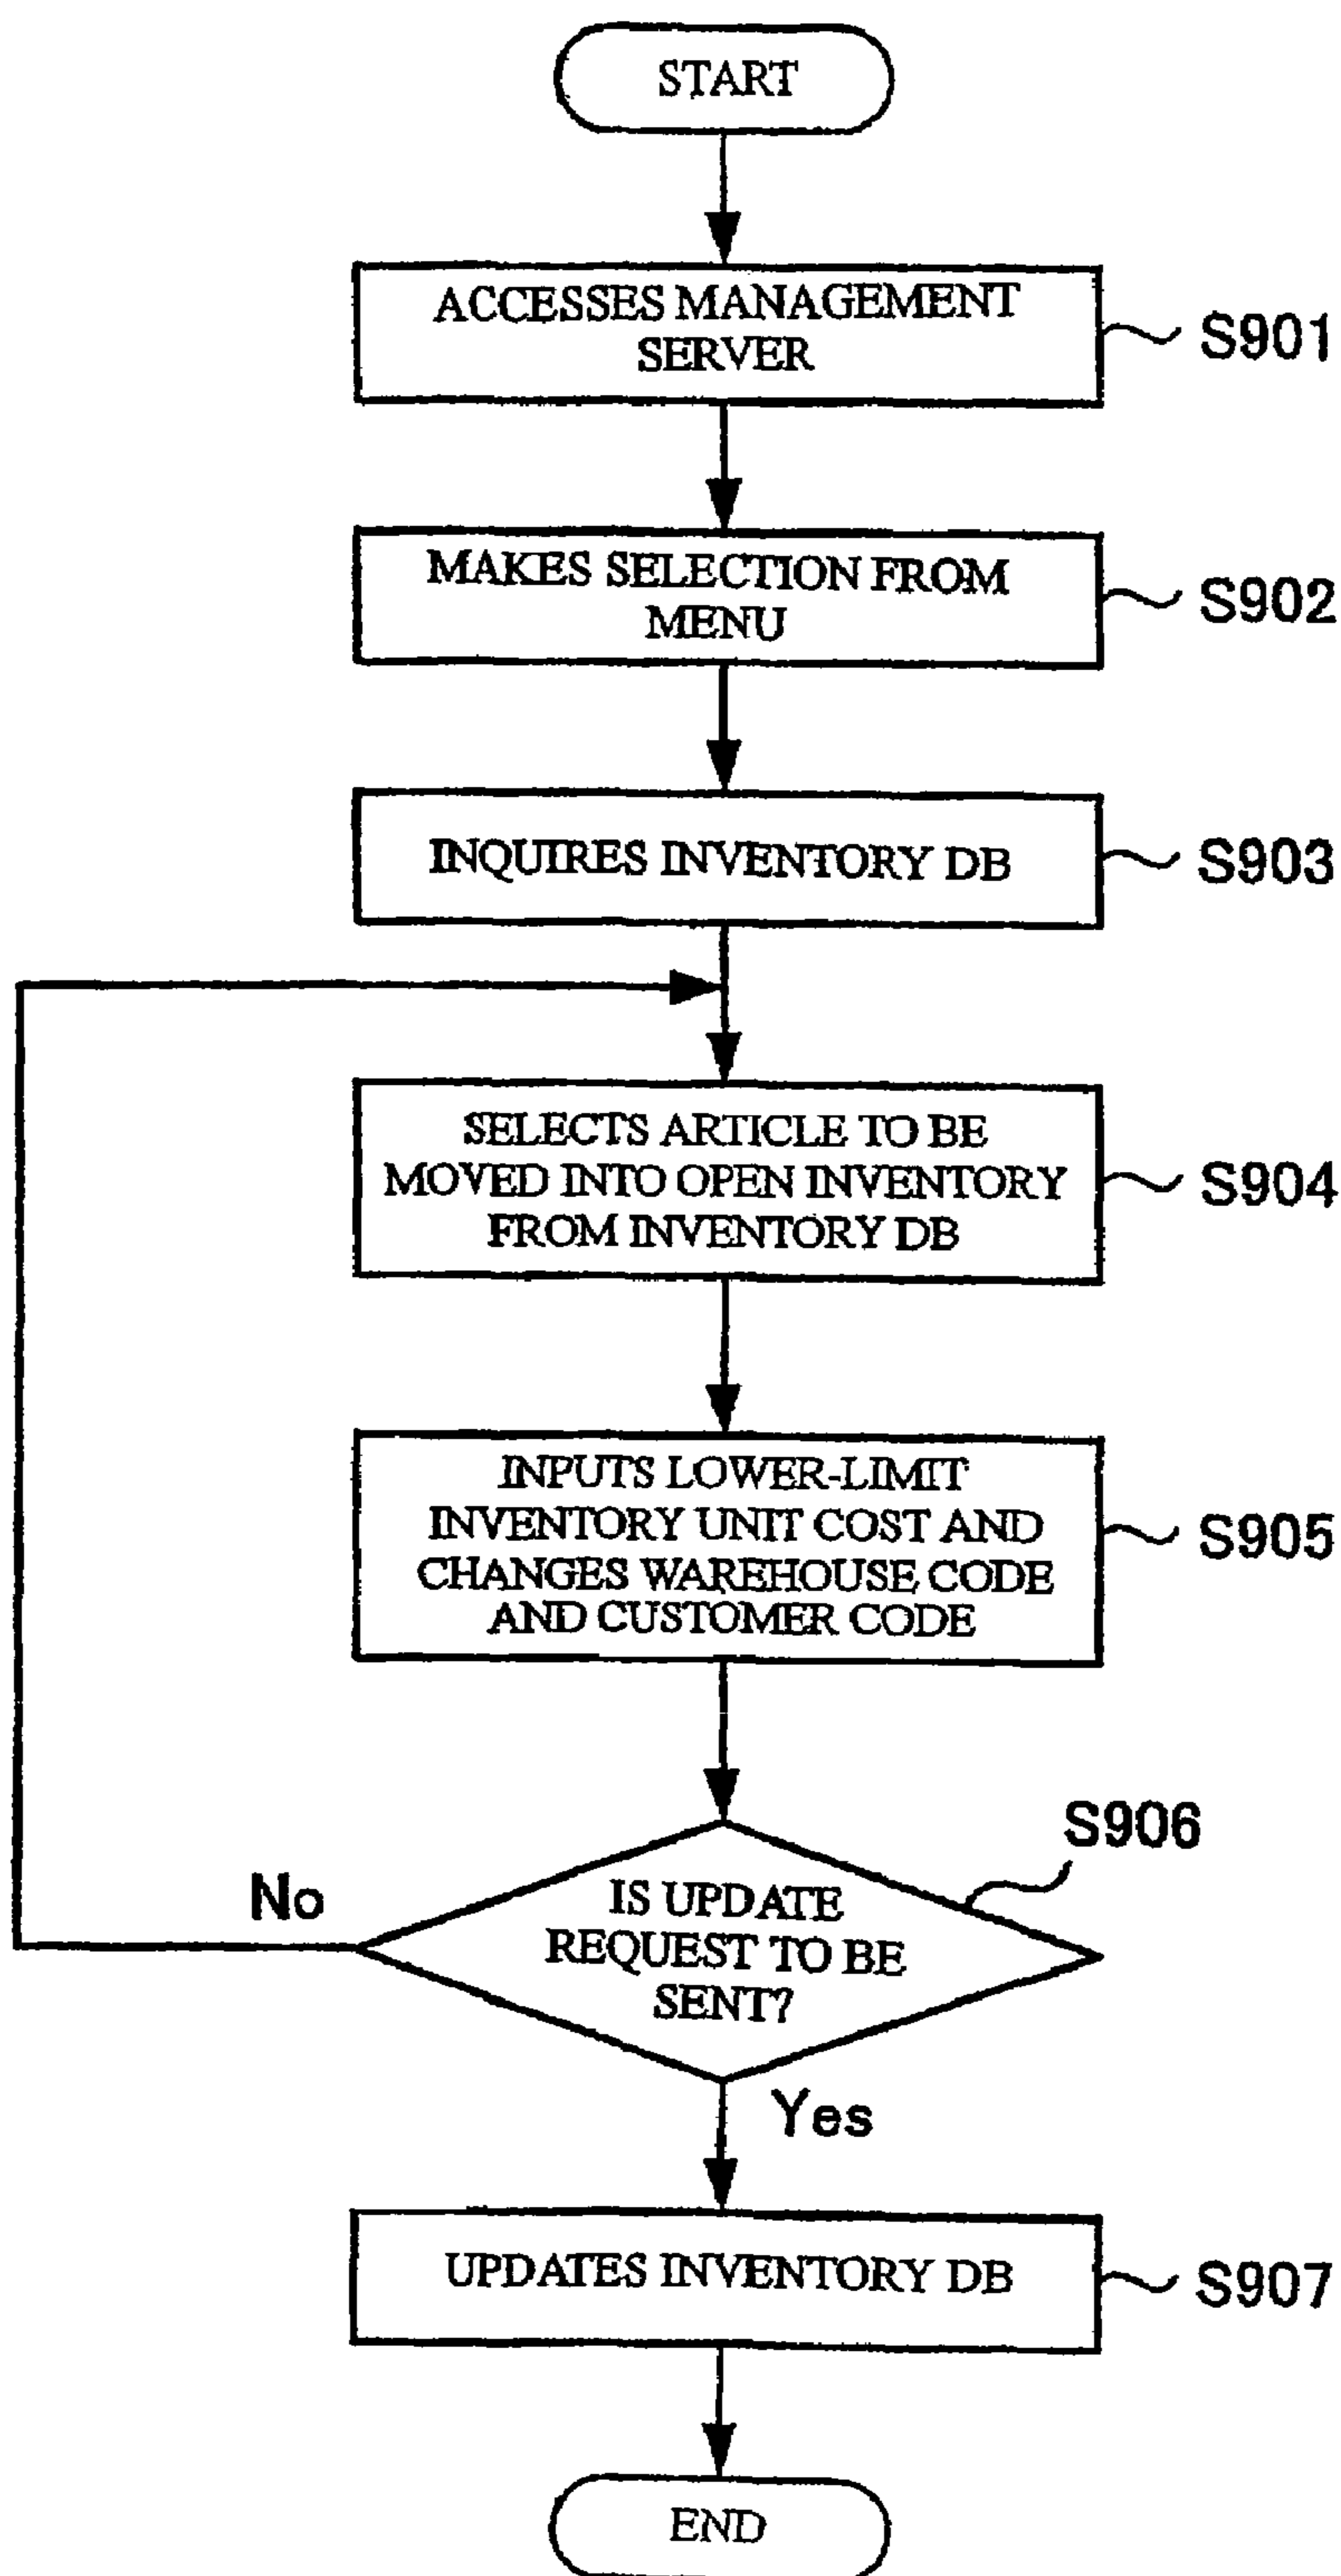 START
ACCESSES MANAGEMENT
SERVER
S901
MAKES SELECTION FROM
MENU
S902
INQUIRES INVENTORY DB
S903
SELECTS ARTICLE TO BE
MOVED INTO OPEN INVENTORY
FROM INVENTORY DB
S904
INPUTS LOWER-LIMIT
INVENTORY UNIT COST AND
CHANGES WAREHOUSE CODE
AND CUSTOMER CODE
S905
S906
No
IS UPDATE
REQUEST TO BE
SENT?
Yes
UPDATES INVENTORY DB
S907
END